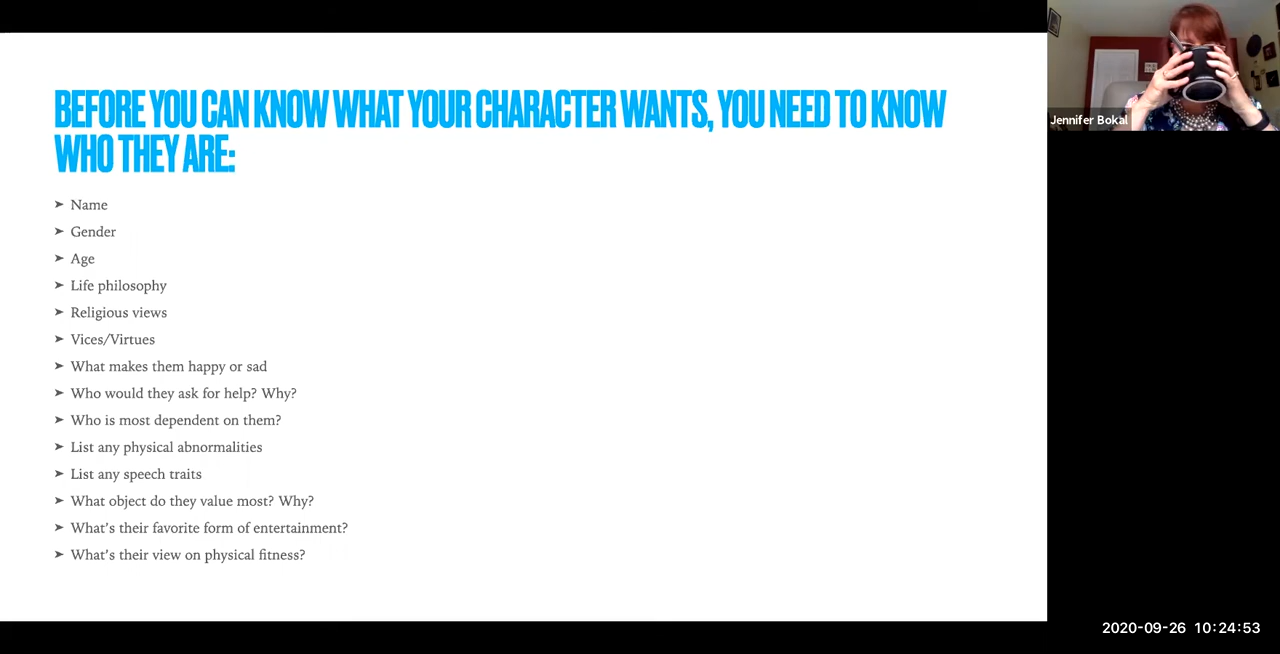 BEFORE YOU CAN KNOW WHAT YOUR CHARACTER WANTS, YOU NEED TO KNOW
WHO THEY ARE:
➤ Name
➤ Gender
➤ Age
➤ Life philosophy
➤ Religious views
➤ Vices/Virtues
➤ What makes them happy or sad
➤ Who would they ask for help? Why?
➤ Who is most dependent on them?
➤ List any physical abnormalities
➤ List any speech traits
➤ What object do they value most? Why?
➤ What’s their favorite form of entertainment?
➤ What’s their view on physical fitness?
Jennifer Bokal
2020-09-26 10:24:53